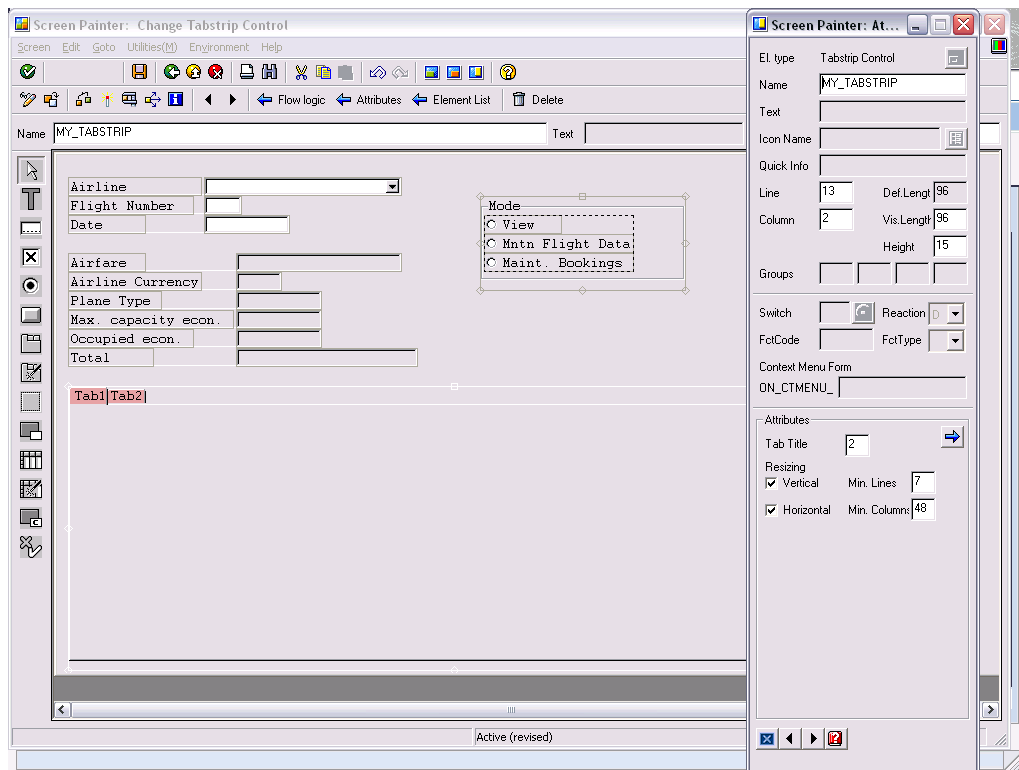 Screen Painter: Change Tabstrip Control
Screen Edit Goto Utilities(M) Environment Help
Flow logic Attributes Element List Delete
Name MY_TABSTRIP Text
Airline
Flight Number
Date
Airfare
Airline Currency
Plane Type
Max. capacity econ.
Occupied econ.
Total
Mode
View
Mntn Flight Data
Maint. Bookings
Tab1 Tab2
Active (revised)
Screen Painter: At...
El. type Tabstrip Control
Name MY_TABSTRIP
Text
Icon Name
Quick Info
Line 13 Def.Lengt 96
Column 2 Vis.Length 96
Height 15
Groups
Switch Reaction D
FctCode FctType
Context Menu Form
ON_CTMENU_
Attributes
Tab Title 2
Resizing
Vertical Min. Lines 7
Horizontal Min. Columns 48